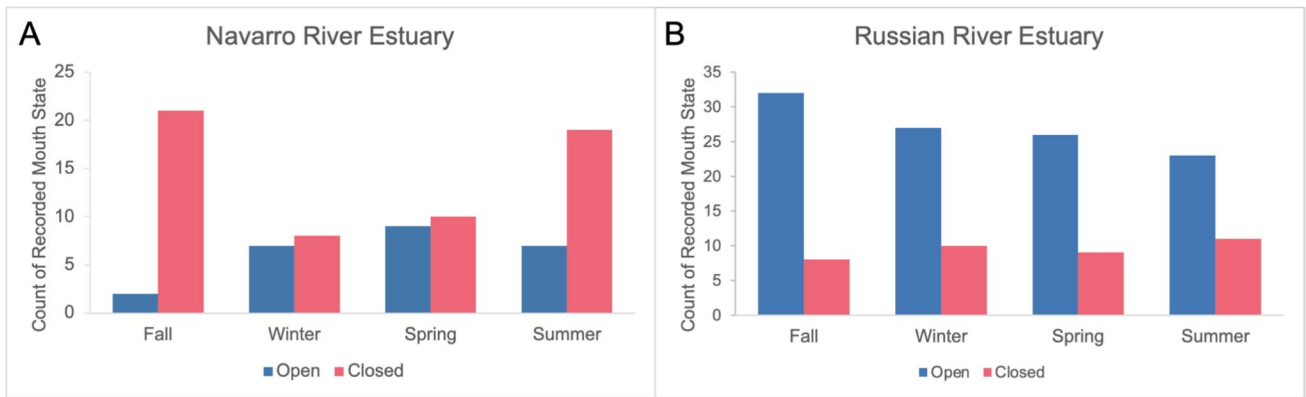 A
Navarro River Estuary
Count of Recorded Mouth State
25
20
15
10
5
0
Fall Winter Spring Summer
Open Closed
B
Russian River Estuary
Count of Recorded Mouth State
35
30
25
20
15
10
5
0
Fall Winter Spring Summer
Open Closed